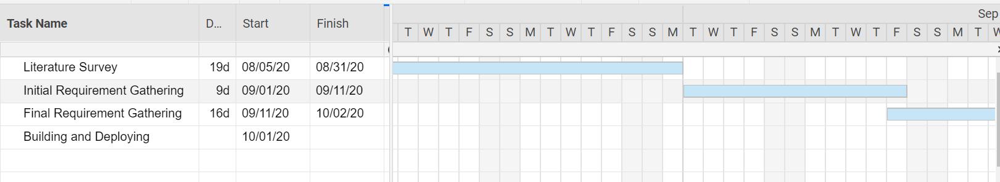 Sep
Task Name D... Start Finish
T W T F S S M T W T F S S M T W T F S S M T W T F S S M T W
Literature Survey 19d 08/05/20 08/31/20
Initial Requirement Gathering 9d 09/01/20 09/11/20
Final Requirement Gathering 16d 09/11/20 10/02/20
Building and Deploying 10/01/20